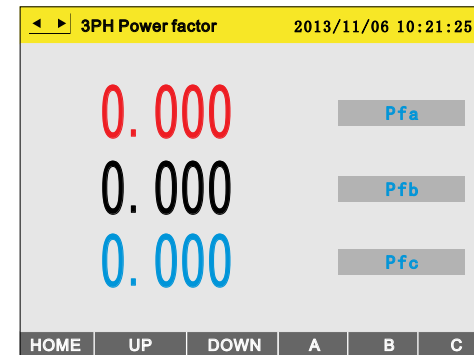 3PH Power factor 2013/11/06 10:21:25
0.000 Pfa
0.000 Pfb
0.000 Pfc
HOME UP DOWN A B C